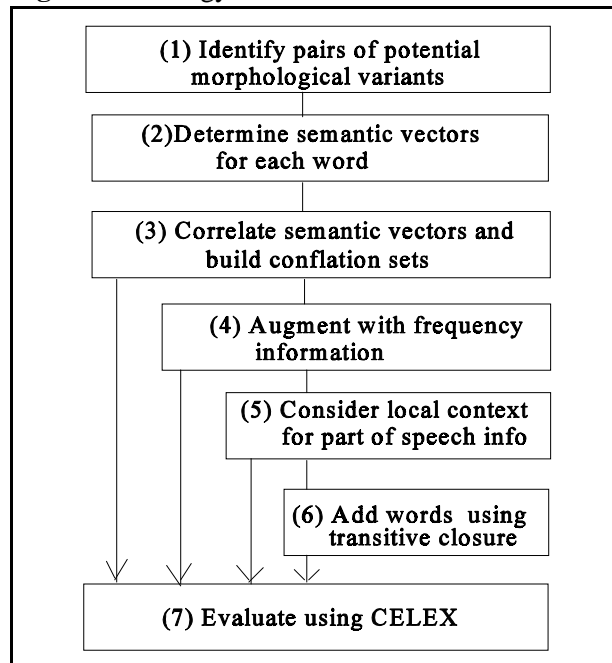 (1) Identify pairs of potential
morphological variants
(2)Determine semantic vectors
for each word
(3) Correlate semantic vectors and
build conflation sets
(4) Augment with frequency
information
(5) Consider local context
for part of speech info
(6) Add words using
transitive closure
(7) Evaluate using CELEX